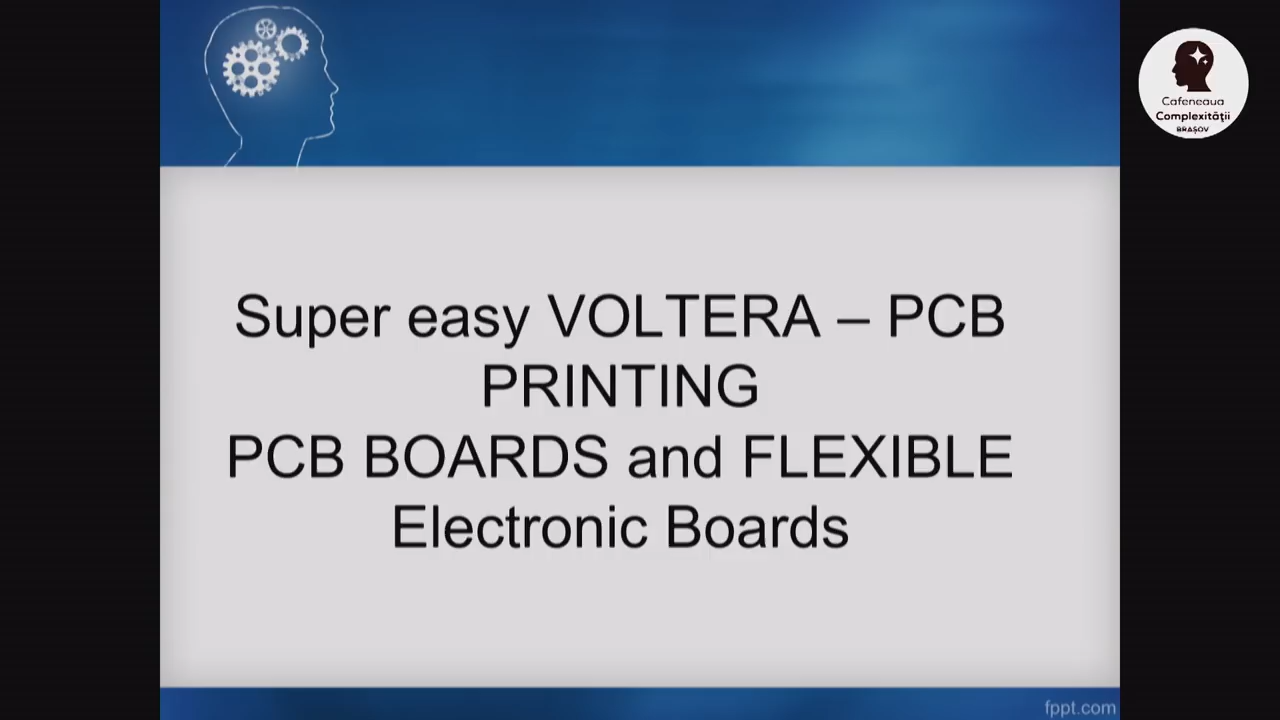 Cafeneaua
Complexității
BRAȘOV
Super easy VOLTERA – PCB
PRINTING
PCB BOARDS and FLEXIBLE
Electronic Boards
fppt.com